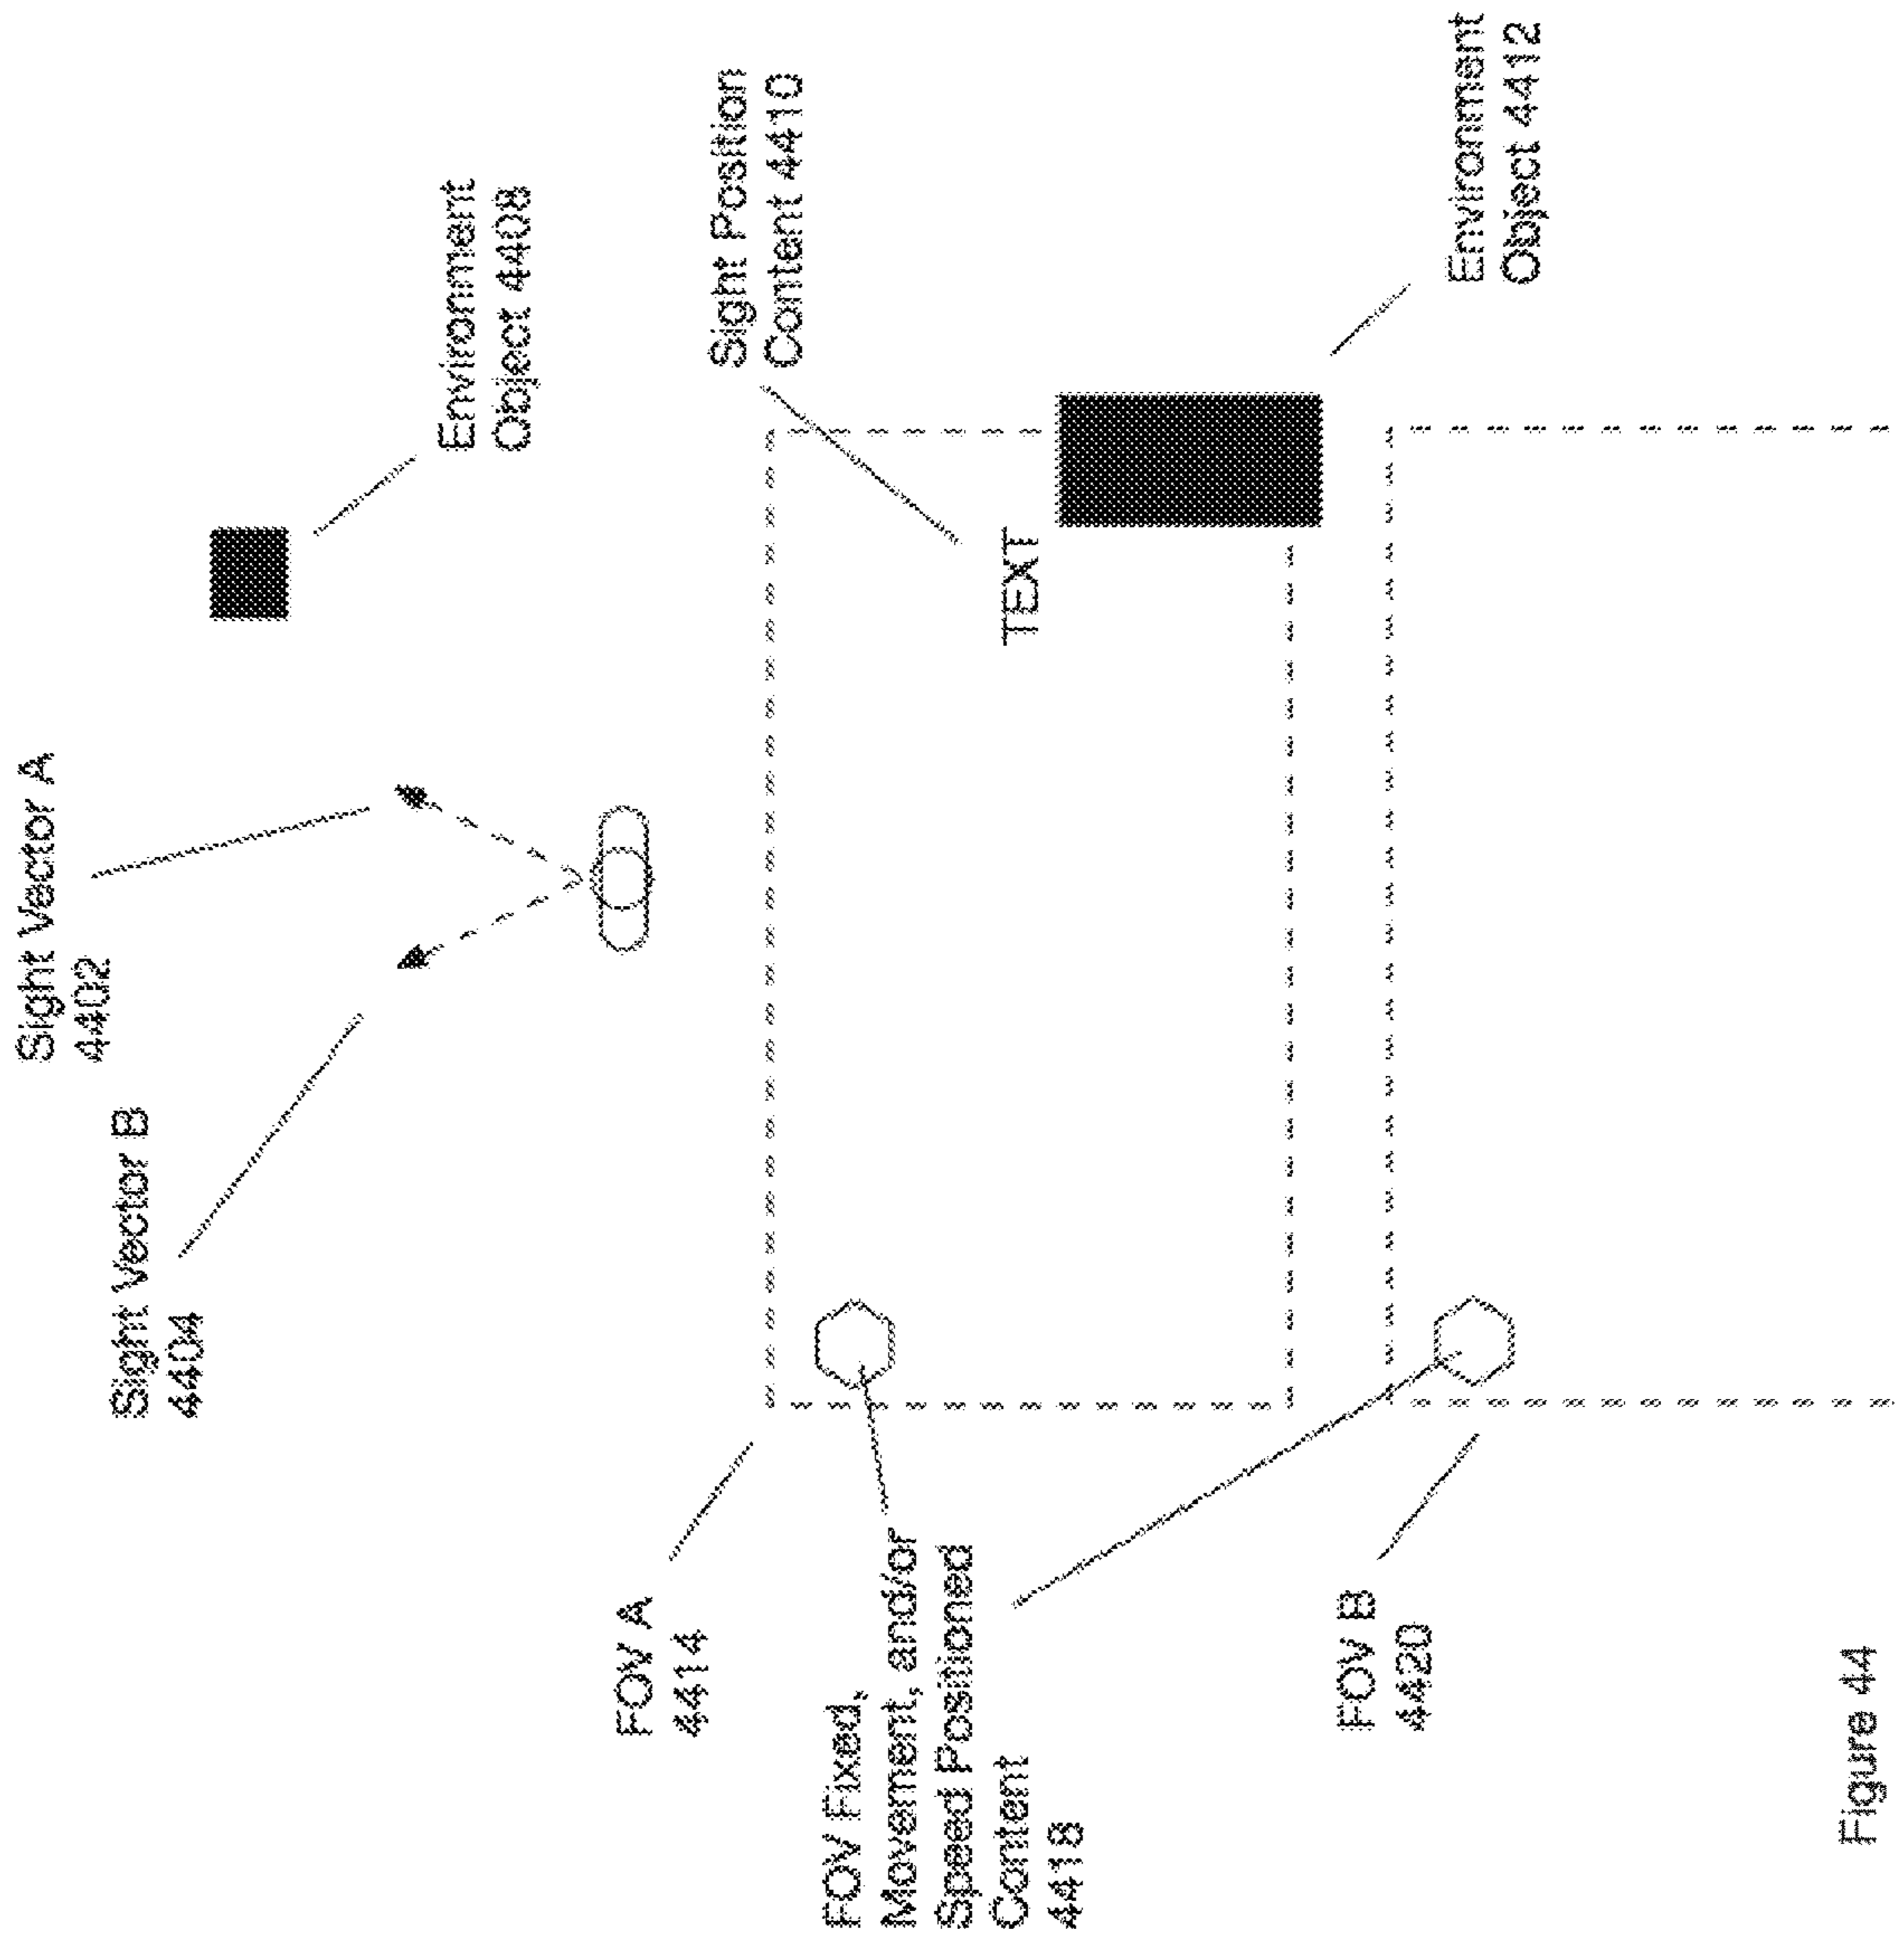 Sight Vector A
4402
Sight Vector B
4404
Environment
Object 4408
FOV A
4414
Sight Position
Content 4410
TEXT
FOV Fixed,
Movement, and/or
Speed Positioned
Content
4418
Environment
Object 4412
FOV B
4420
Figure 44